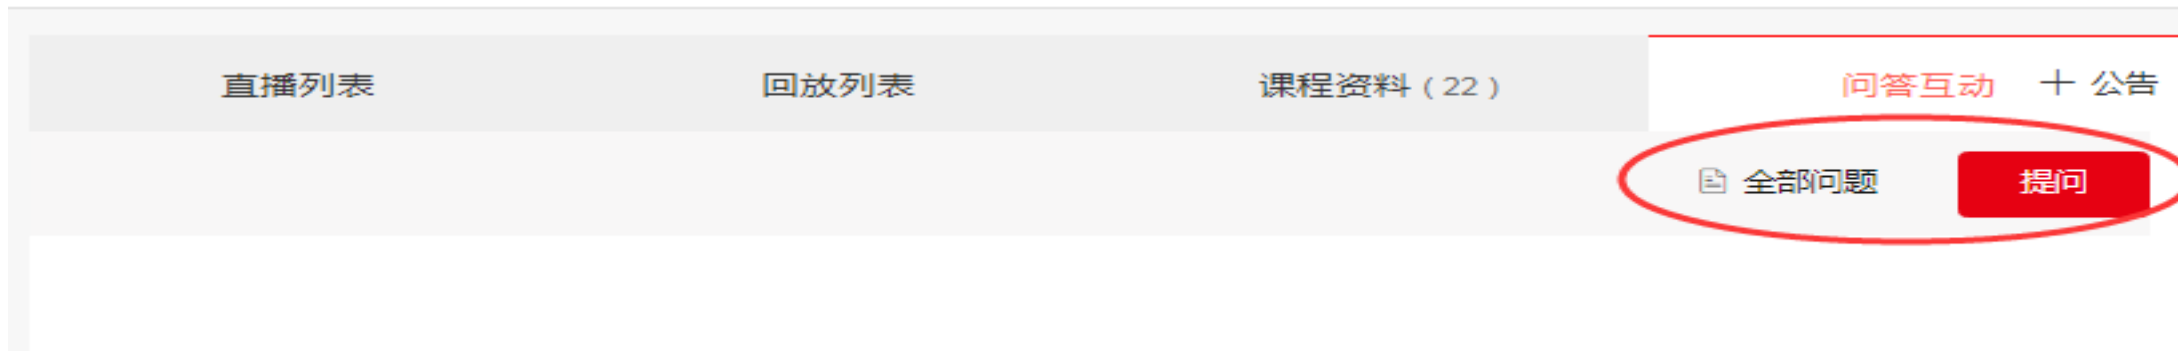 直播列表 回放列表 课程资料 ( 22 ) 问答互动 + 公告
全部问题 提问